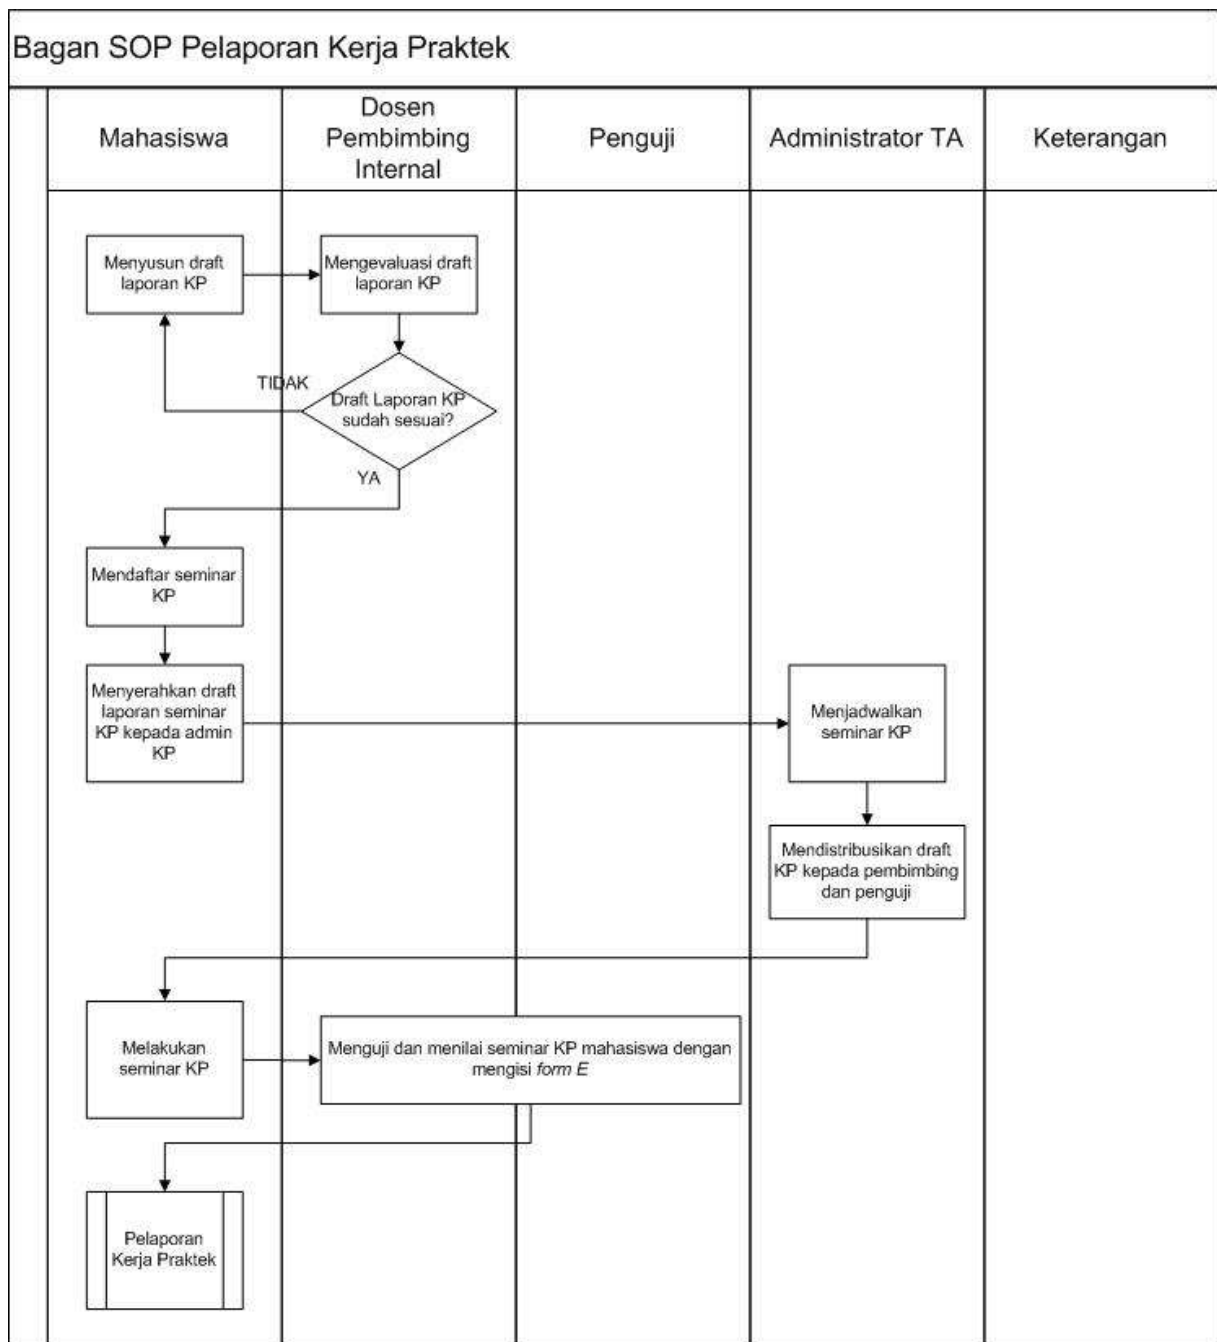 Bagan SOP Pelaporan Kerja Praktek
Mahasiswa
Dosen
Pembimbing
Internal
Penguji
Administrator TA
Keterangan
Menyusun draft
laporan KP
Mengevaluasi draft
laporan KP
TIDAK
Draft Laporan KP
sudah sesuai?
YA
Mendaftar seminar
KP
Menyerahkan draft
laporan seminar
KP kepada admin
KP
Menjadwalkan
seminar KP
Mendistribusikan draft
KP kepada pembimbing
dan penguji
Melakukan
seminar KP
Menguji dan menilai seminar KP mahasiswa dengan
mengisi form E
Pelaporan
Kerja Praktek